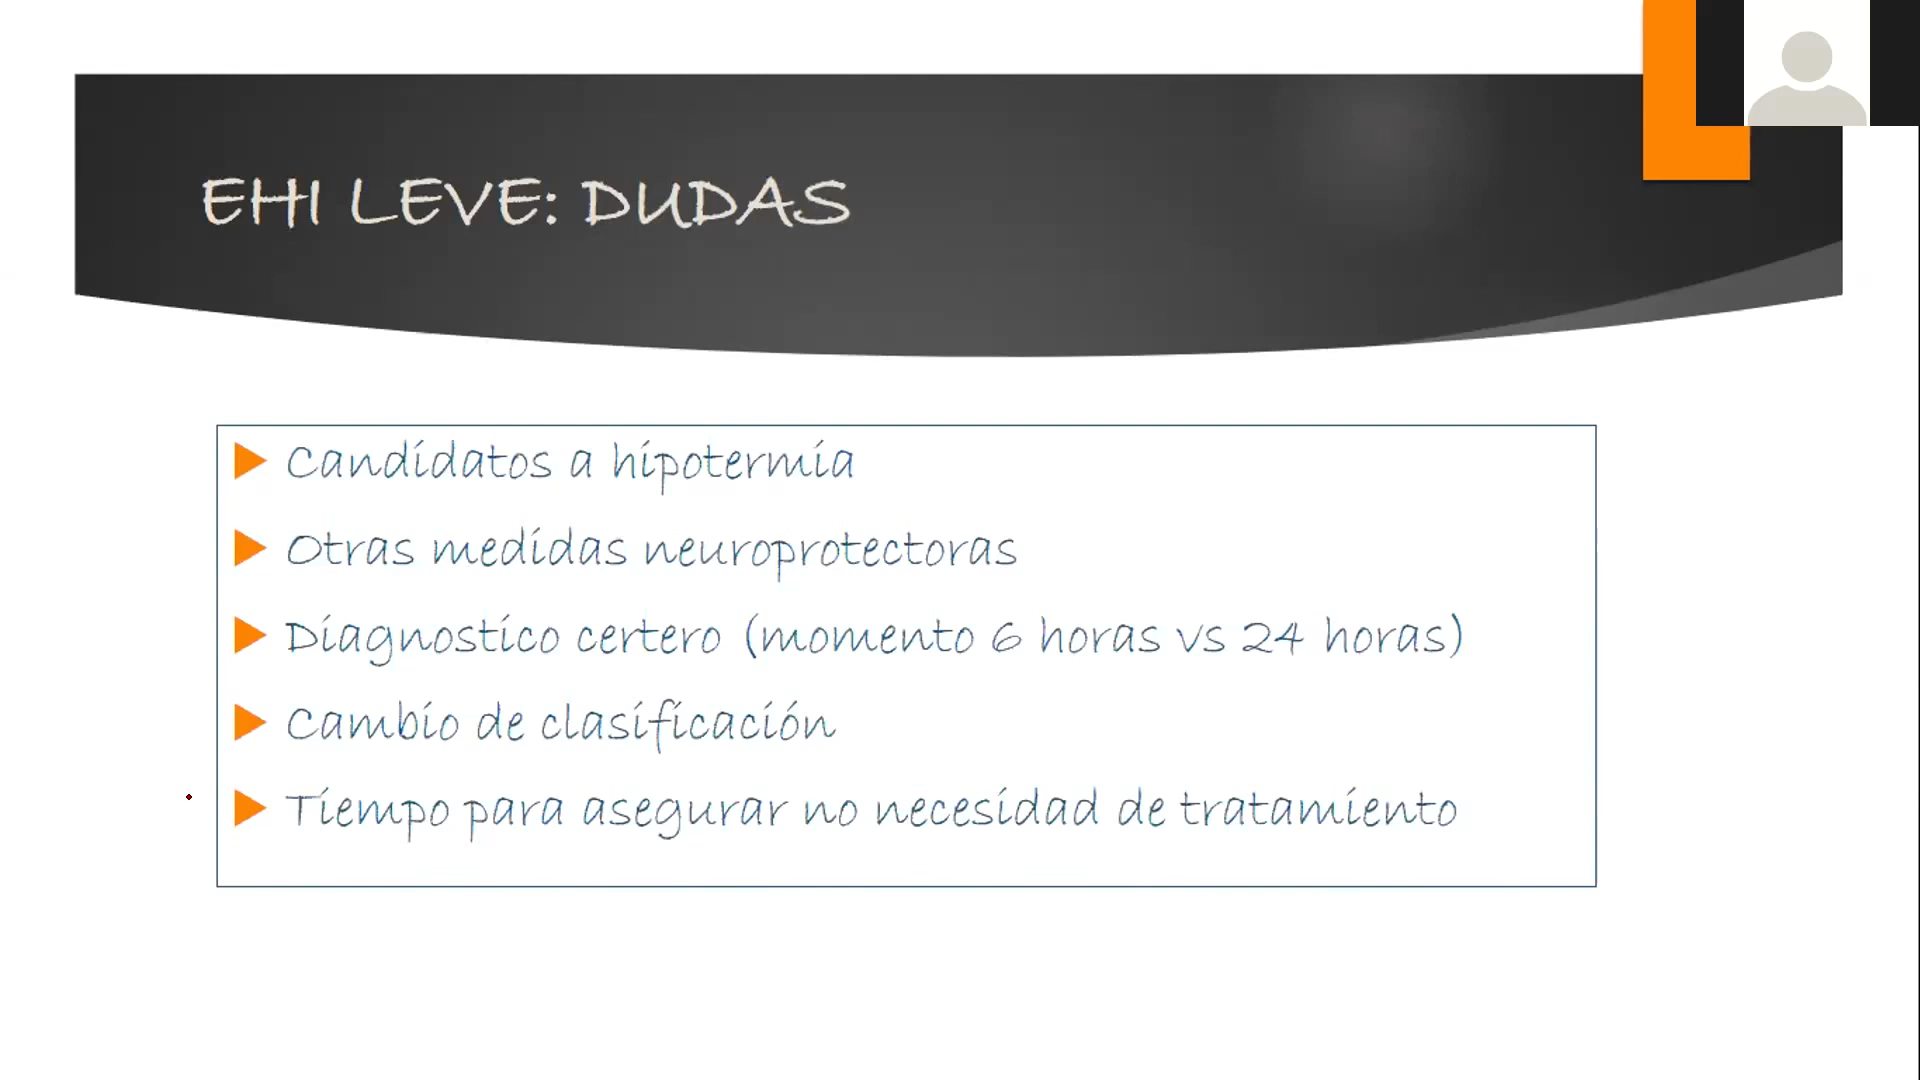 EHI LEVE: DUDAS
Candidatos a hipotermia
Otras medidas neuroprotectoras
Diagnostico certero (momento 6 horas vs 24 horas)
Cambio de clasificación
Tiempo para asegurar no necesidad de tratamiento